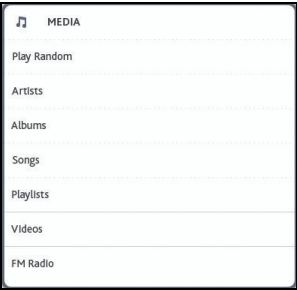 MEDIA
Play Random
Artists
Albums
Songs
Playlists
Videos
FM Radio